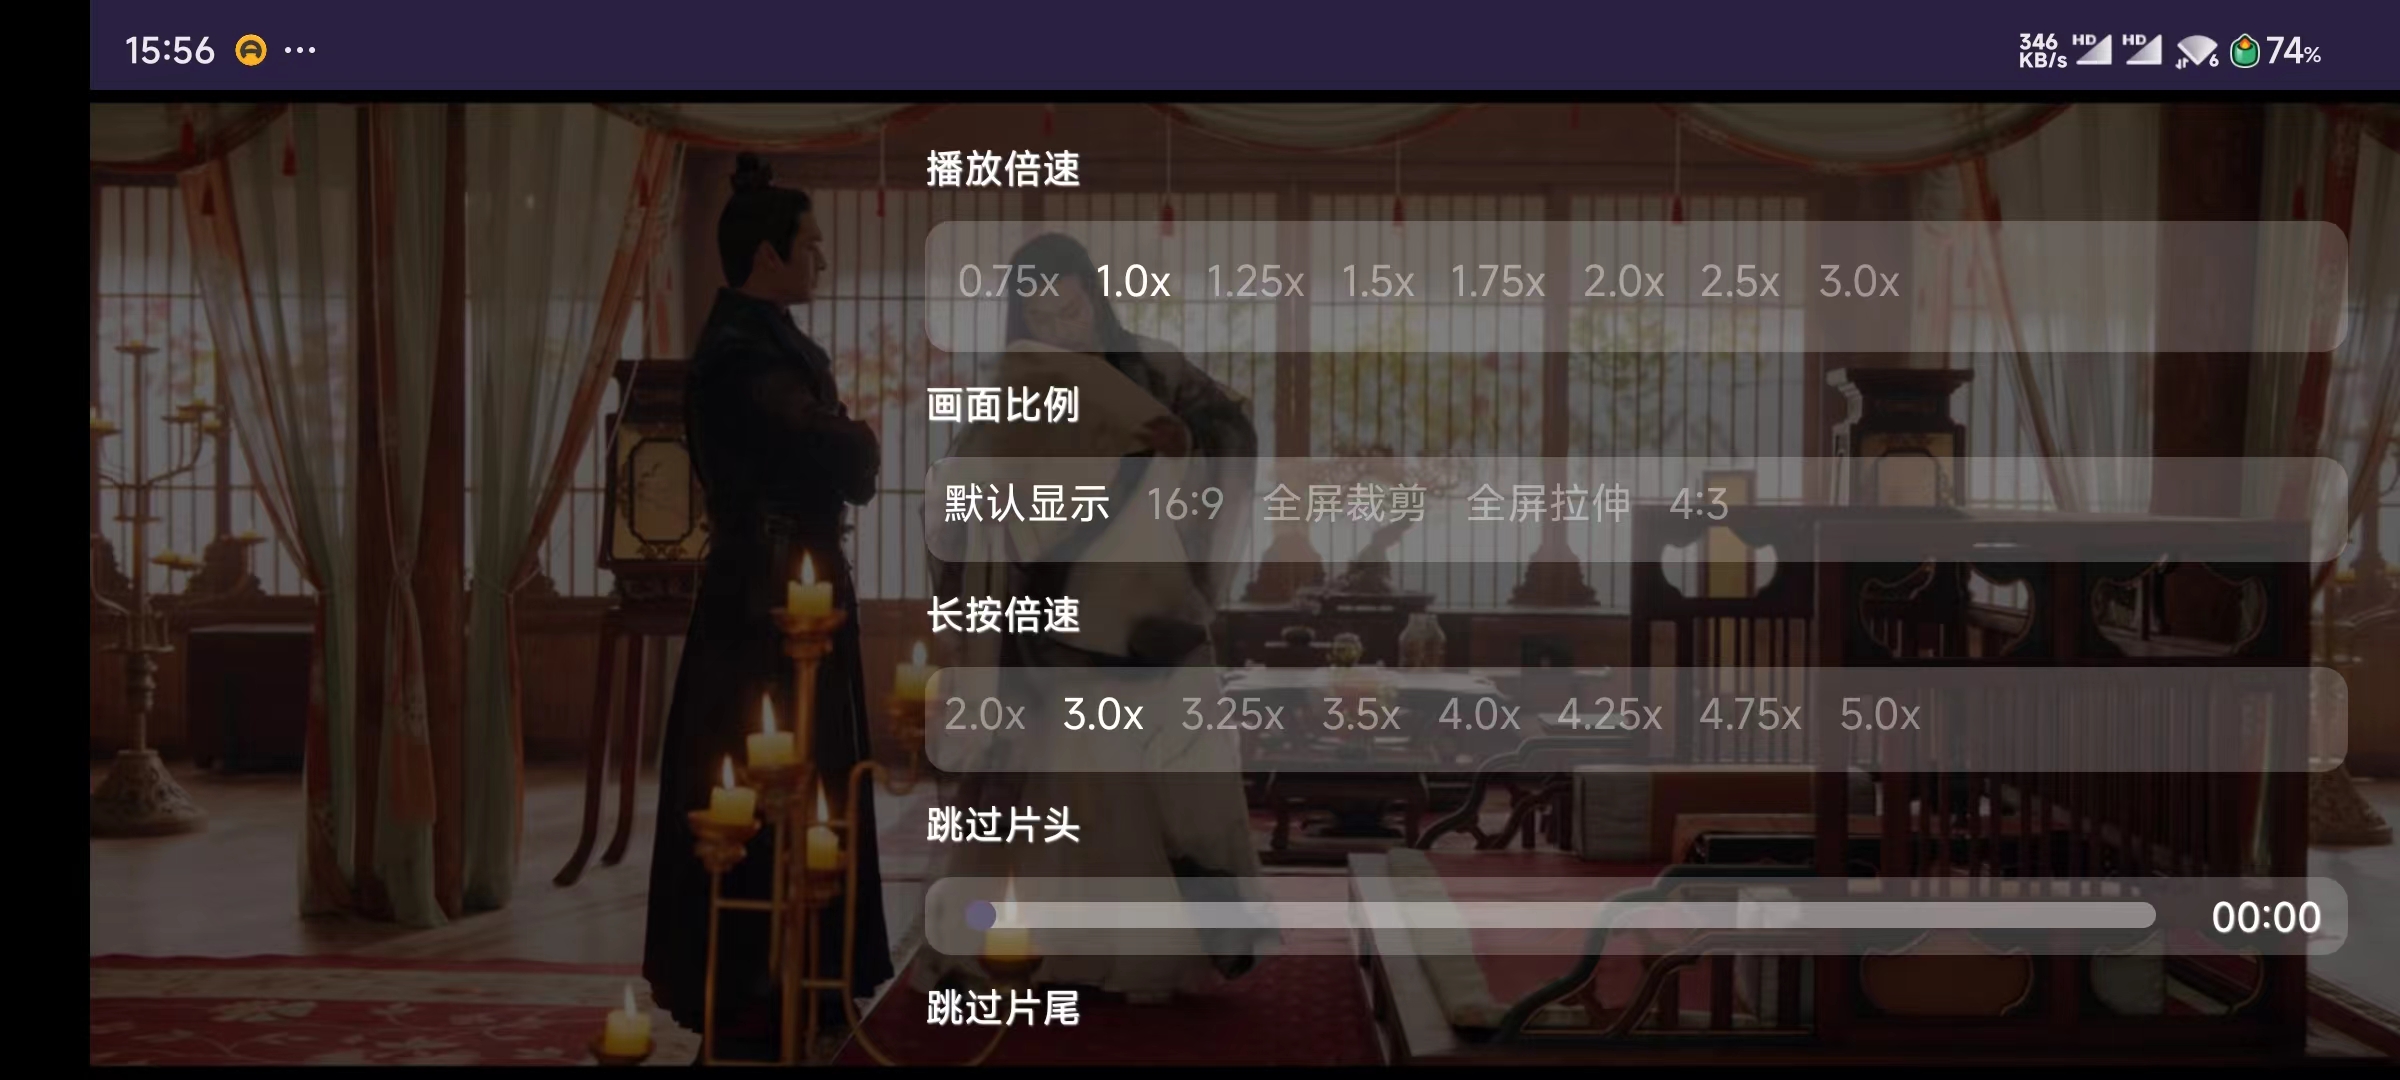 15:56 ...
346 KB/s HD HD 6 74%
播放倍速
0.75x 1.0x 1.25x 1.5x 1.75x 2.0x 2.5x 3.0x
画面比例
默认显示 16:9 全屏裁剪 全屏拉伸 4:3
长按倍速
2.0x 3.0x 3.25x 3.5x 4.0x 4.25x 4.75x 5.0x
跳过片头
00:00
跳过片尾